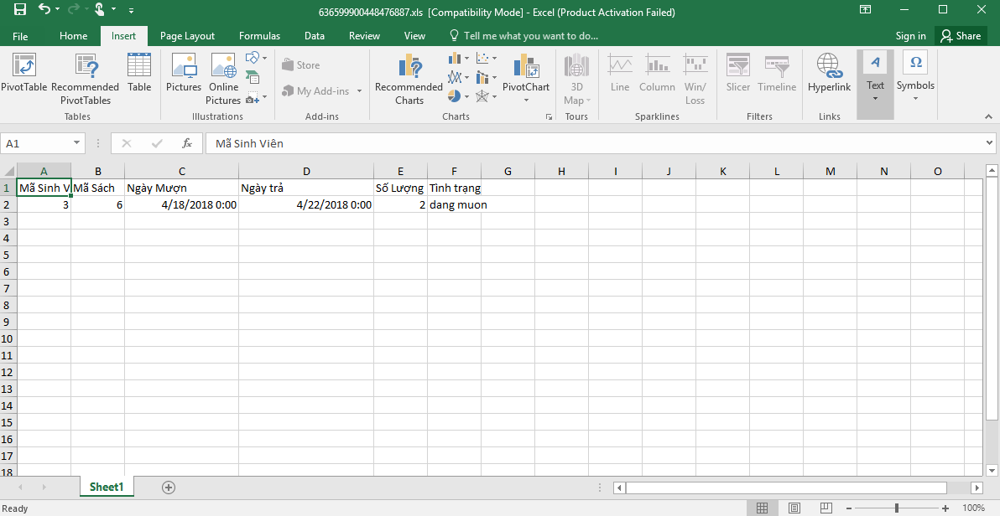 636599900448476887.xls [Compatibility Mode] - Excel (Product Activation Failed)
File Home Insert Page Layout Formulas Data Review View Tell me what you want to do... Sign in Share
PivotTable Recommended PivotTables Table
Tables
Pictures Online Pictures
Illustrations
Store
My Add-ins
Add-ins
Recommended Charts PivotChart
Charts
3D Map
Tours
Line Column Win/ Loss
Sparklines
Slicer Timeline
Filters
Hyperlink
Links
Text
Symbols
A1 fx Mã Sinh Viên
A B C D E F G H I J K L M N O
1 Mã Sinh V Mã Sách Ngày Mượn Ngày trả Số Lượng Tình trạng
2 3 6 4/18/2018 0:00 4/22/2018 0:00 2 dang muon
3
4
5
6
7
8
9
10
11
12
13
14
15
16
17
18
Sheet1
Ready 100%